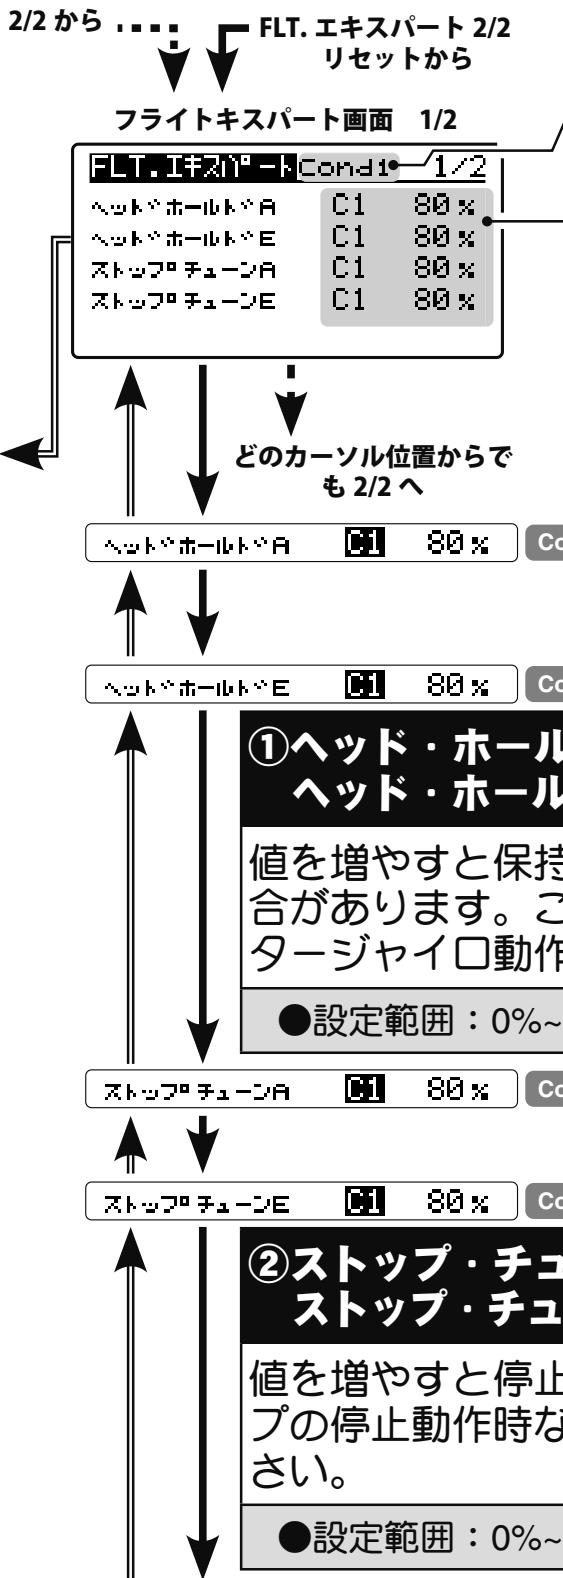 2/2 から
FLT. エキスパート 2/2
リセットから
フライトキスパート画面 1/2
FLT.エキスパート Cond1 1/2
ヘッドホールドA C1 80%
ヘッドホールドE C1 80%
ストップチューンA C1 80%
ストップチューンE C1 80%
どのカーソル位置からで
も 2/2 へ
ヘッドホールドA C1 80% Co
ヘッドホールドE C1 80% Co
①ヘッド・ホール
ヘッド・ホール
値を増やすと保持
合があります。こ
タージャイロ動作
●設定範囲：0%~
ストップチューンA C1 80% Co
ストップチューンE C1 80% Co
②ストップ・チュ
ストップ・チュ
値を増やすと停止
プの停止動作時な
さい。
●設定範囲：0%~